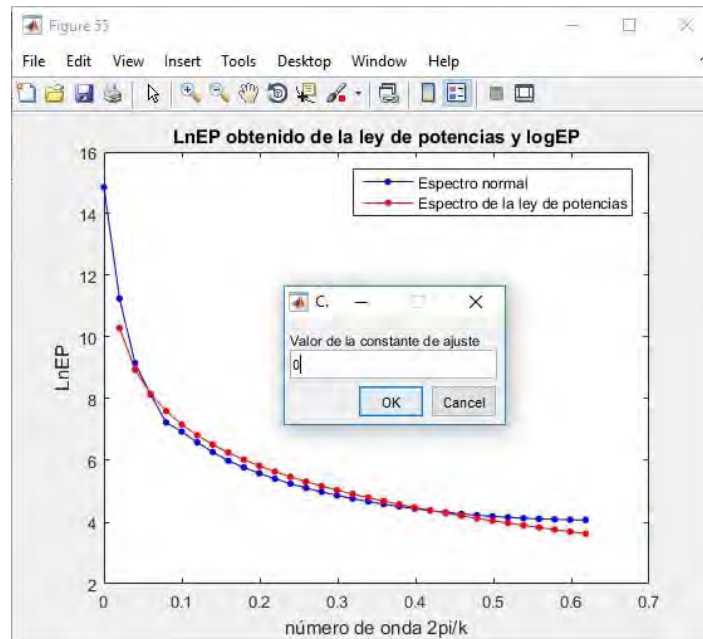 Figure 55
File Edit View Insert Tools Desktop Window Help
LnEP obtenido de la ley de potencias y logEP
16
14
12
10
8
6
4
2
LnEP
Espectro normal
Espectro de la ley de potencias
C.
Valor de la constante de ajuste
0
OK Cancel
0 0.1 0.2 0.3 0.4 0.5 0.6 0.7
número de onda 2pi/k